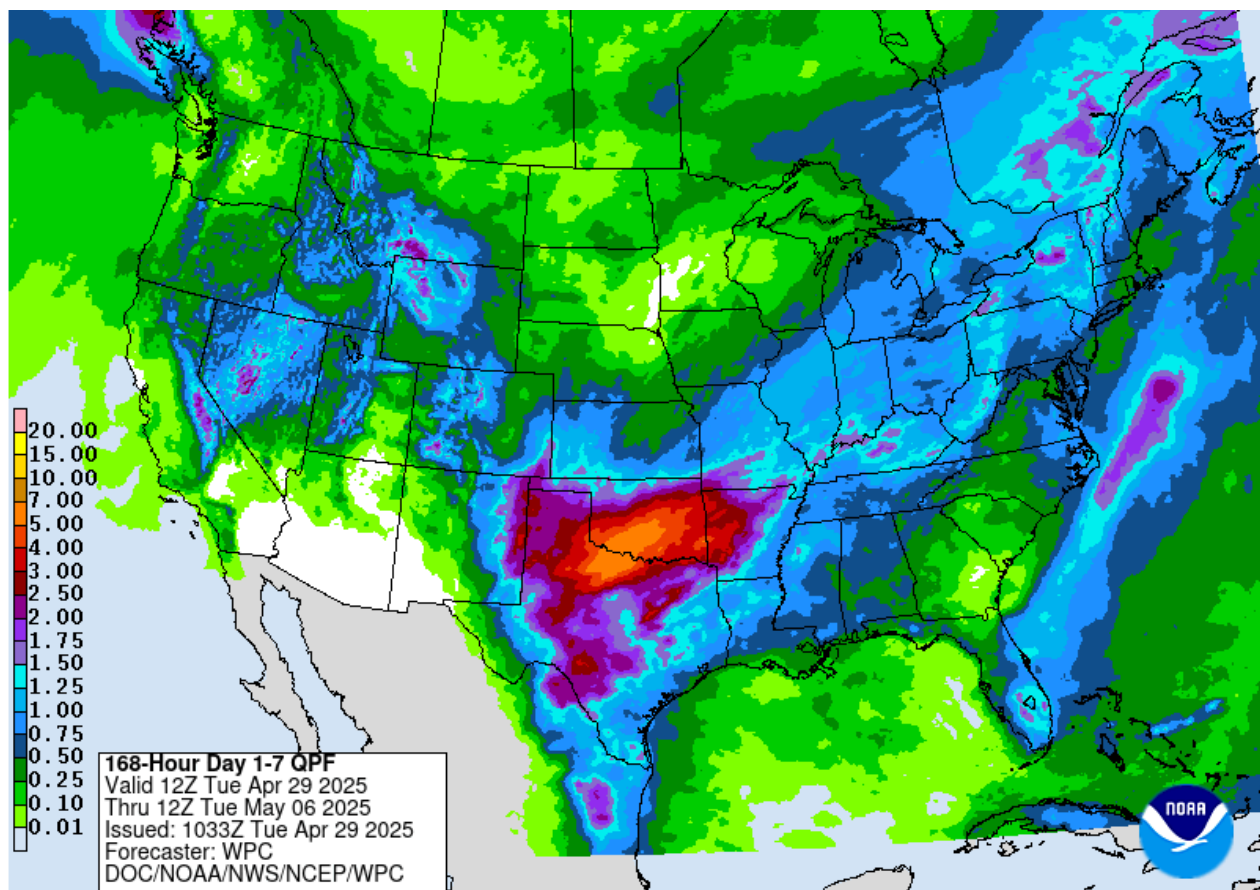 20.00
15.00
10.00
7.00
5.00
4.00
3.00
2.50
2.00
1.75
1.50
1.25
1.00
0.75
0.50
0.25
0.10
0.01
168-Hour Day 1-7 QPF
Valid 12Z Tue Apr 29 2025
Thru 12Z Tue May 06 2025
Issued: 1033Z Tue Apr 29 2025
Forecaster: WPC
DOC/NOAA/NWS/NCEP/WPC
NOAA